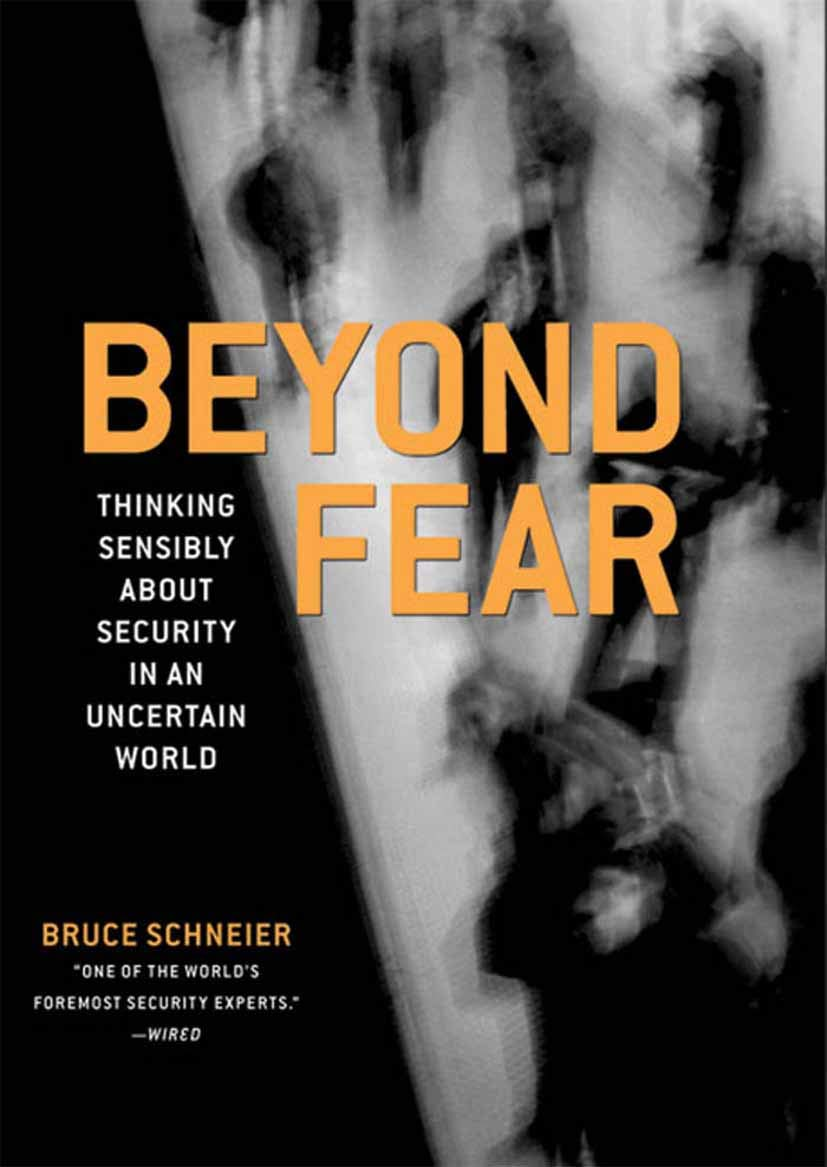 BEYOND
FEAR
THINKING
SENSIBLY
ABOUT
SECURITY
IN AN
UNCERTAIN
WORLD
BRUCE SCHNEIER
"ONE OF THE WORLD'S
FOREMOST SECURITY EXPERTS."
—WIRED